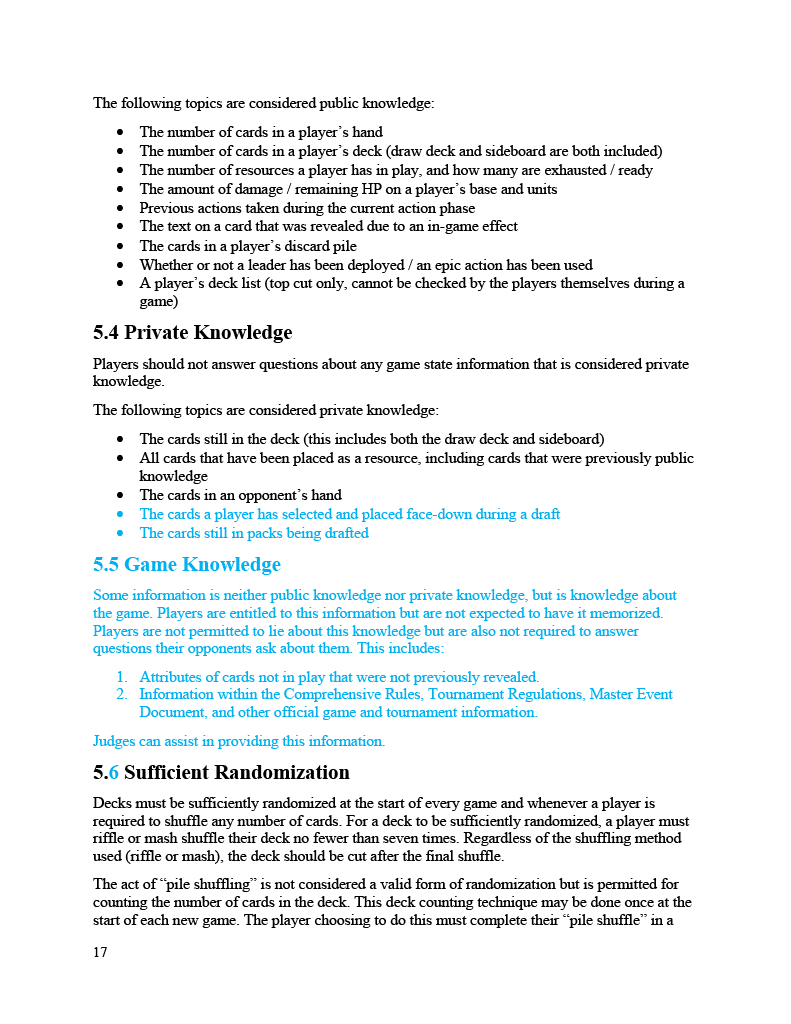 The following topics are considered public knowledge:
• The number of cards in a player’s hand
• The number of cards in a player’s deck (draw deck and sideboard are both included)
• The number of resources a player has in play, and how many are exhausted / ready
• The amount of damage / remaining HP on a player’s base and units
• Previous actions taken during the current action phase
• The text on a card that was revealed due to an in-game effect
• The cards in a player’s discard pile
• Whether or not a leader has been deployed / an epic action has been used
• A player’s deck list (top cut only, cannot be checked by the players themselves during a
game)
5.4 Private Knowledge
Players should not answer questions about any game state information that is considered private
knowledge.
The following topics are considered private knowledge:
• The cards still in the deck (this includes both the draw deck and sideboard)
• All cards that have been placed as a resource, including cards that were previously public
knowledge
• The cards in an opponent’s hand
• The cards a player has selected and placed face-down during a draft
• The cards still in packs being drafted
5.5 Game Knowledge
Some information is neither public knowledge nor private knowledge, but is knowledge about
the game. Players are entitled to this information but are not expected to have it memorized.
Players are not permitted to lie about this knowledge but are also not required to answer
questions their opponents ask about them. This includes:
1. Attributes of cards not in play that were not previously revealed.
2. Information within the Comprehensive Rules, Tournament Regulations, Master Event
Document, and other official game and tournament information.
Judges can assist in providing this information.
5.6 Sufficient Randomization
Decks must be sufficiently randomized at the start of every game and whenever a player is
required to shuffle any number of cards. For a deck to be sufficiently randomized, a player must
riffle or mash shuffle their deck no fewer than seven times. Regardless of the shuffling method
used (riffle or mash), the deck should be cut after the final shuffle.
The act of “pile shuffling” is not considered a valid form of randomization but is permitted for
counting the number of cards in the deck. This deck counting technique may be done once at the
start of each new game. The player choosing to do this must complete their “pile shuffle” in a
17